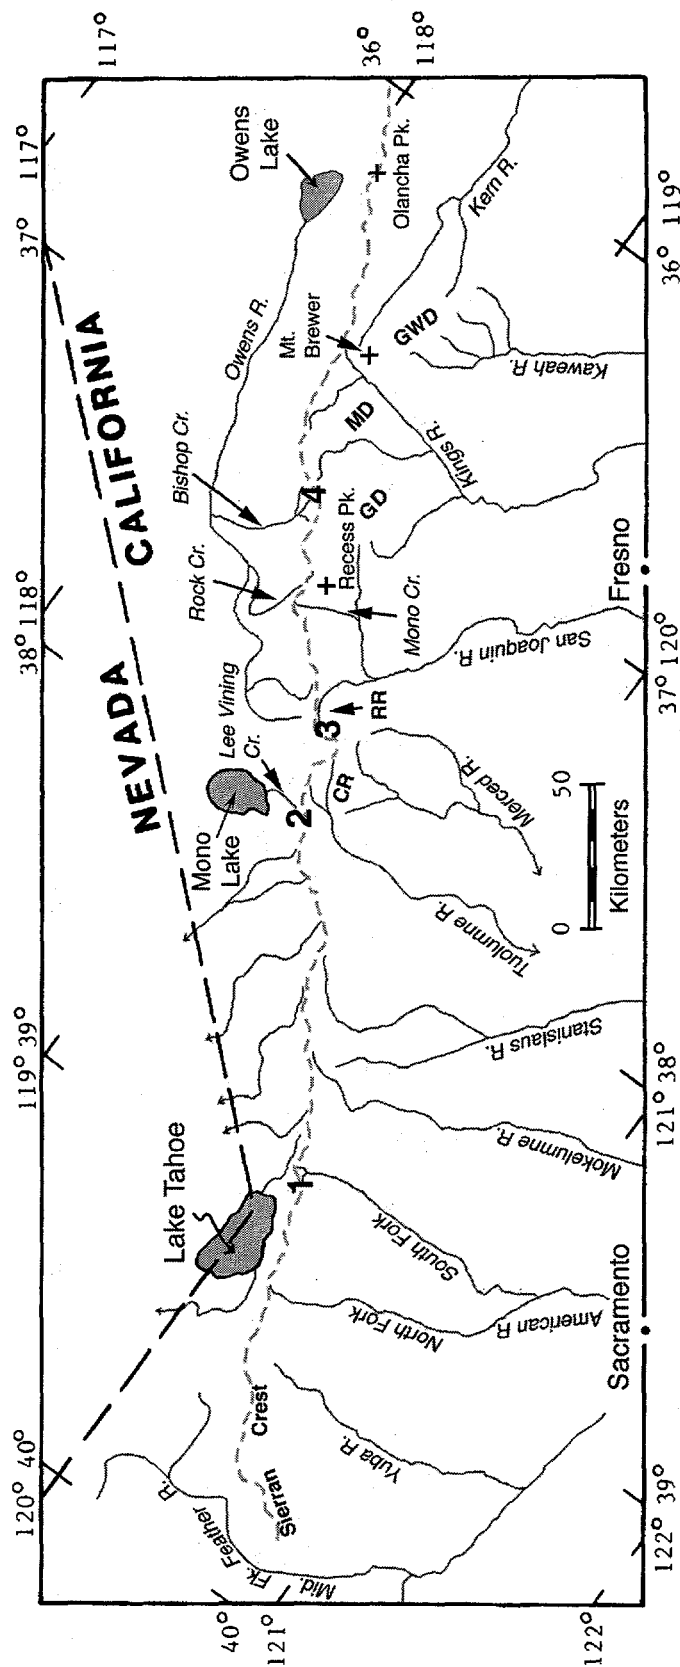 117°
36°
118°
117°
37°
Owens
Lake
Olancha Pk.
Kern R.
119°
36°
Owens R.
Mt.
Brewer
GWD
Kaweah R.
NEVADA
CALIFORNIA
Bishop Cr.
MD
Kings R.
4
GD
Rock Cr.
Recess Pk.
Mono Cr.
Fresno
38° 118°
San Joaquin R.
37° 120°
Lee Vining
Cr.
3
RR
Mono
Lake
2
CR
Merced R.
Tuolumne R.
0
50
Kilometers
119° 39°
Stanislaus R.
121° 38°
Mokelumne R.
Lake Tahoe
1
South Fork
North Fork
American R.
Sacramento
Sierran
Crest
Yuba R.
120° 40°
Mid.
Fk.
Feather
R.
122° 39°
40°
121°
122°